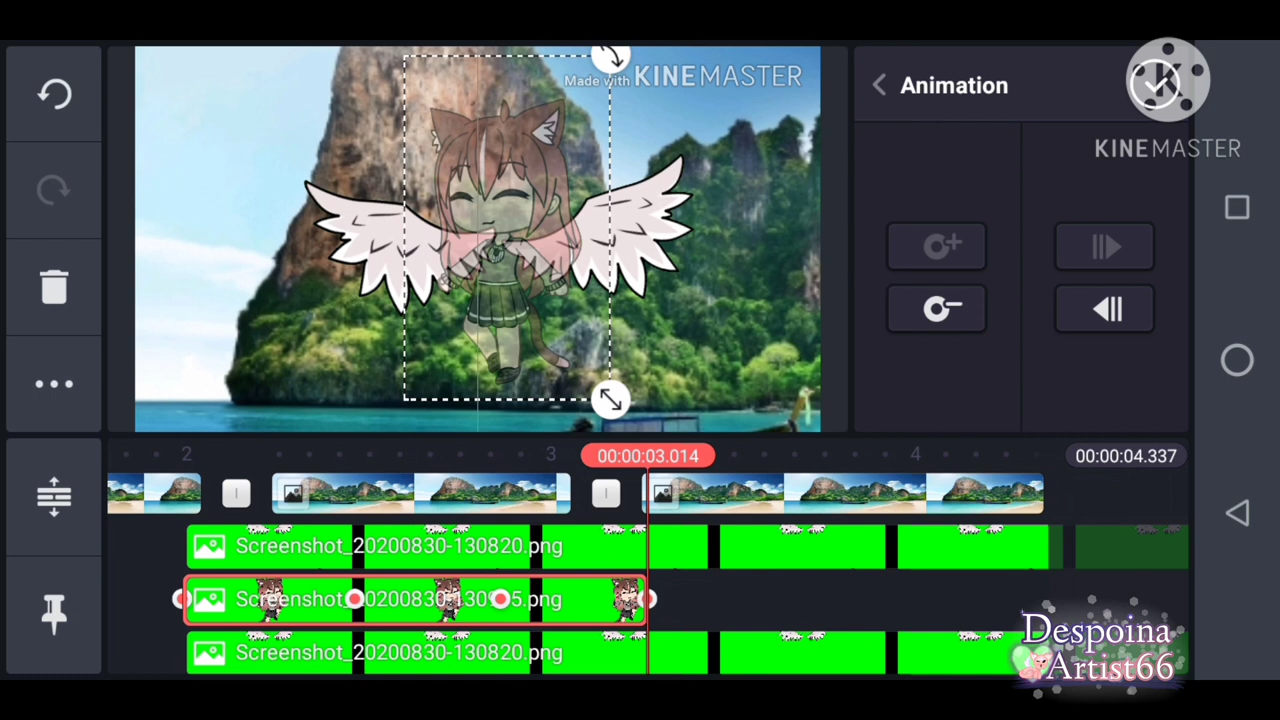 Made with KINEMASTER
Animation
KINEMASTER
2
3
00:00:03.014
4
00:00:04.337
Screenshot_20200830-130820.png
Screenshot_20200830-130955.png
Screenshot_20200830-130820.png
Despoina
Artist66